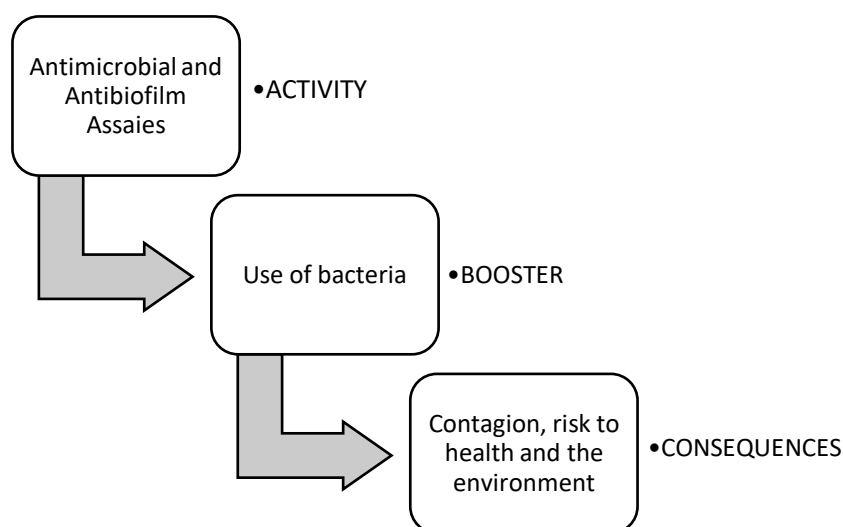 Antimicrobial and
Antibiofilm
Assaies
•ACTIVITY
Use of bacteria
•BOOSTER
Contagion, risk to
health and the
environment
•CONSEQUENCES